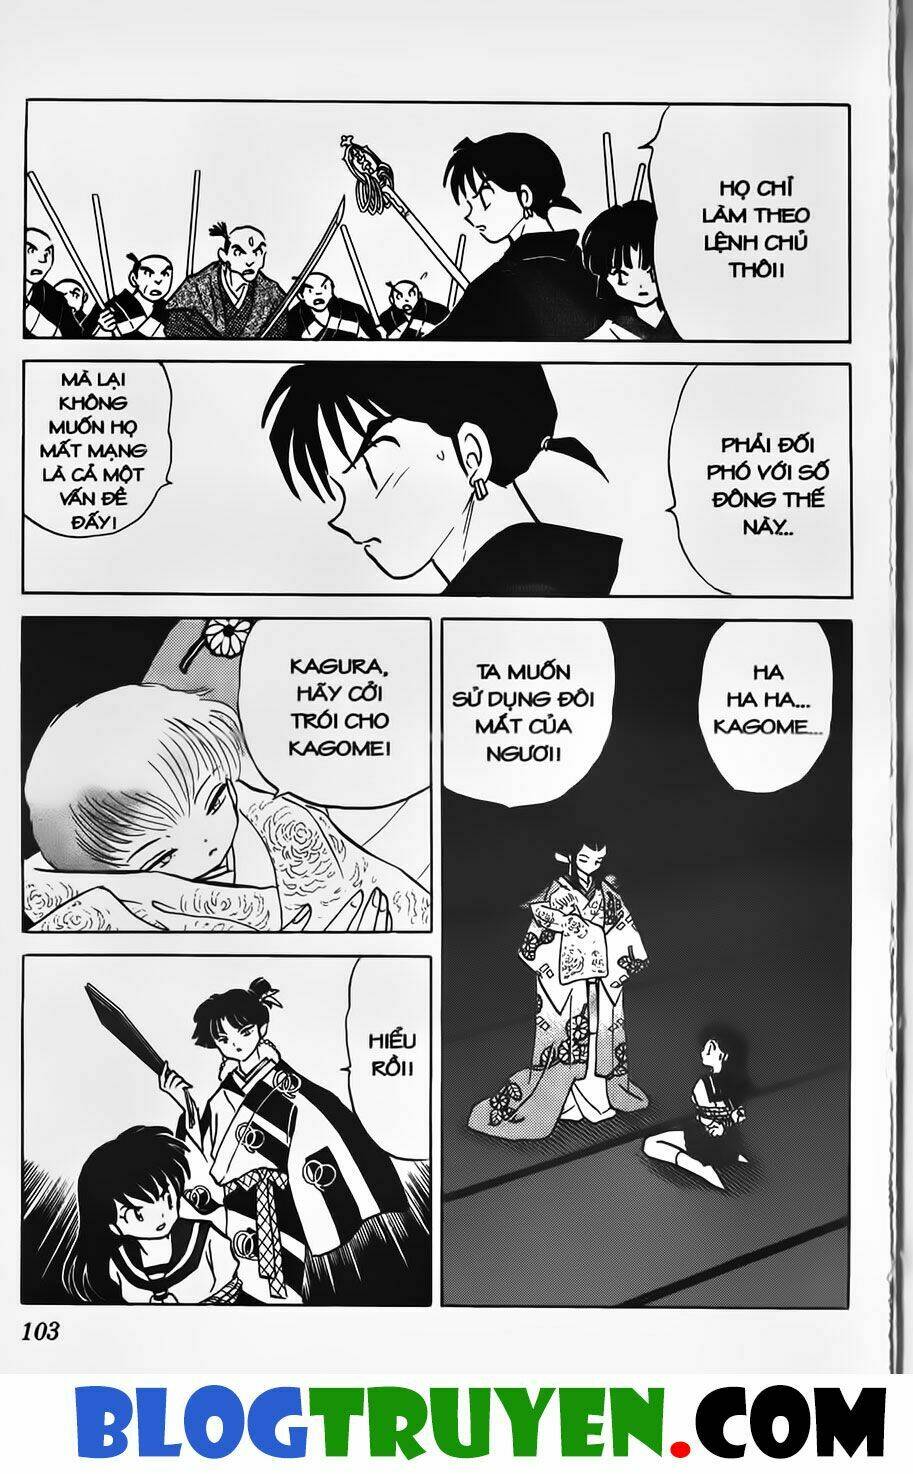 HỌ CHỈ
LÀM THEO
LỆNH CHỦ
THÔI!
PHẢI ĐỐI
PHÓ VỚI SỐ
ĐÔNG THẾ
NÀY...
MÀ LẠI
KHÔNG
MUỐN HỌ
MẤT MẠNG
LÀ CẢ MỘT
VẤN ĐỀ
ĐẤY!
HA
HA HA...
KAGOME...
TA MUỐN
SỬ DỤNG ĐÔI
MẮT CỦA
NGƯƠI!
KAGURA,
HÃY CỞI
TRÓI CHO
KAGOME!
HIỂU
RỒI!
103
BLOGTRUYEN.COM